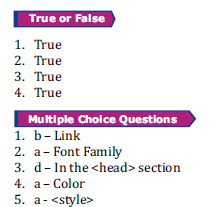 True or False
1. True
2. True
3. True
4. True
Multiple Choice Questions
1. b – Link
2. a – Font Family
3. d – In the <head> section
4. a – Color
5. a - <style>